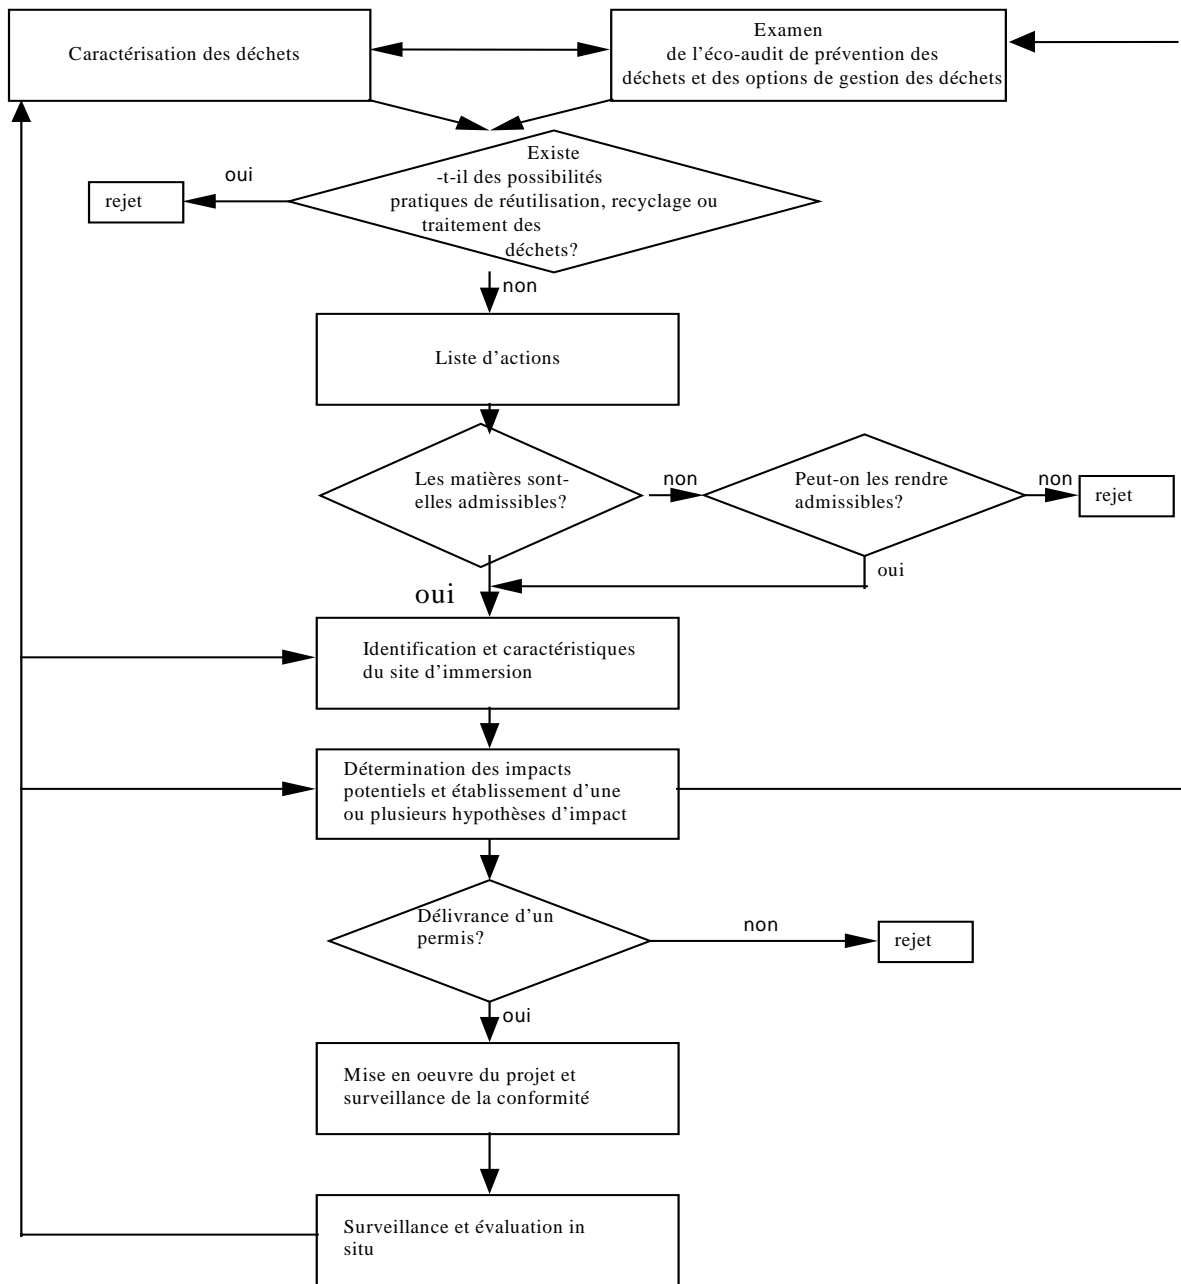 Caractérisation des déchets
Examen
de l’éco-audit de prévention des
déchets et des options de gestion des déchets
Existe
-t-il des possibilités
pratiques de réutilisation, recyclage ou
traitement des
déchets?
oui
rejet
non
Liste d’actions
Les matières sont-
elles admissibles?
non
Peut-on les rendre
admissibles?
non
rejet
oui
oui
Identification et caractéristiques
du site d’immersion
Détermination des impacts
potentiels et établissement d’une
ou plusieurs hypothèses d’impact
Délivrance d’un
permis?
non
rejet
oui
Mise en oeuvre du projet et
surveillance de la conformité
Surveillance et évaluation in
situ